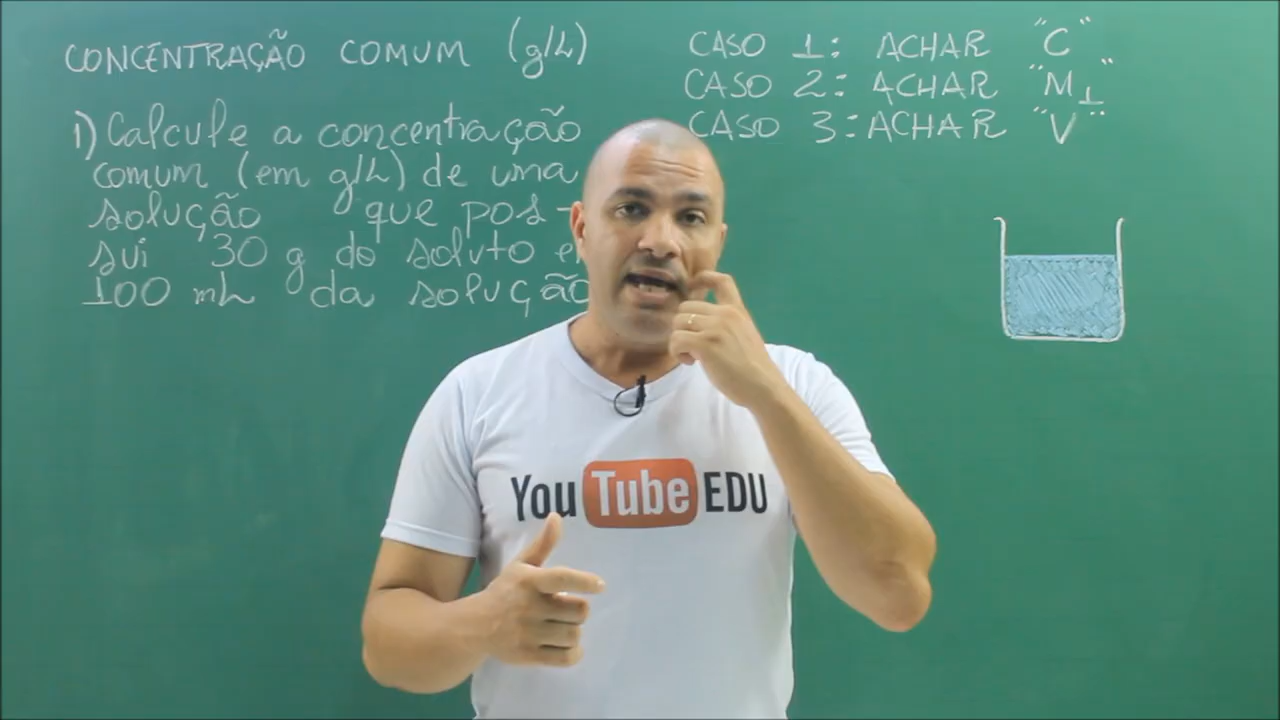 CONCENTRAÇÃO COMUM (g/L)
1) Calcule a concentração
comum (em g/L) de uma
solução que pos-
sui 30 g do soluto
100 mL da solução
CASO 1: ACHAR "C"
CASO 2: ACHAR "M1"
CASO 3: ACHAR "V"
YouTube EDU